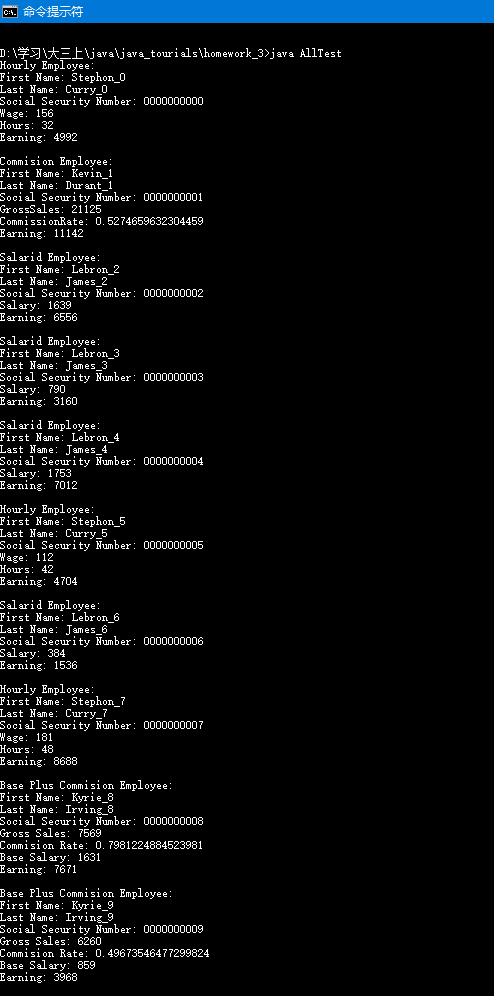 命令提示符
D:\学习\大三上\java\java_tourials\homework_3>java AllTest
Hourly Employee:
First Name: Stephon_0
Last Name: Curry_0
Social Security Number: 0000000000
Wage: 156
Hours: 32
Earning: 4992
Commision Employee:
First Name: Kevin_1
Last Name: Durant_1
Social Security Number: 0000000001
GrossSales: 21125
CommissionRate: 0.5274659632304459
Earning: 11142
Salarid Employee:
First Name: Lebron_2
Last Name: James_2
Social Security Number: 0000000002
Salary: 1639
Earning: 6556
Salarid Employee:
First Name: Lebron_3
Last Name: James_3
Social Security Number: 0000000003
Salary: 790
Earning: 3160
Salarid Employee:
First Name: Lebron_4
Last Name: James_4
Social Security Number: 0000000004
Salary: 1753
Earning: 7012
Hourly Employee:
First Name: Stephon_5
Last Name: Curry_5
Social Security Number: 0000000005
Wage: 112
Hours: 42
Earning: 4704
Salarid Employee:
First Name: Lebron_6
Last Name: James_6
Social Security Number: 0000000006
Salary: 384
Earning: 1536
Hourly Employee:
First Name: Stephon_7
Last Name: Curry_7
Social Security Number: 0000000007
Wage: 181
Hours: 48
Earning: 8688
Base Plus Commision Employee:
First Name: Kyrie_8
Last Name: Irving_8
Social Security Number: 0000000008
Gross Sales: 7569
Commision Rate: 0.7981224884523981
Base Salary: 1631
Earning: 7671
Base Plus Commision Employee:
First Name: Kyrie_9
Last Name: Irving_9
Social Security Number: 0000000009
Gross Sales: 6260
Commision Rate: 0.49673546477299824
Base Salary: 859
Earning: 3968